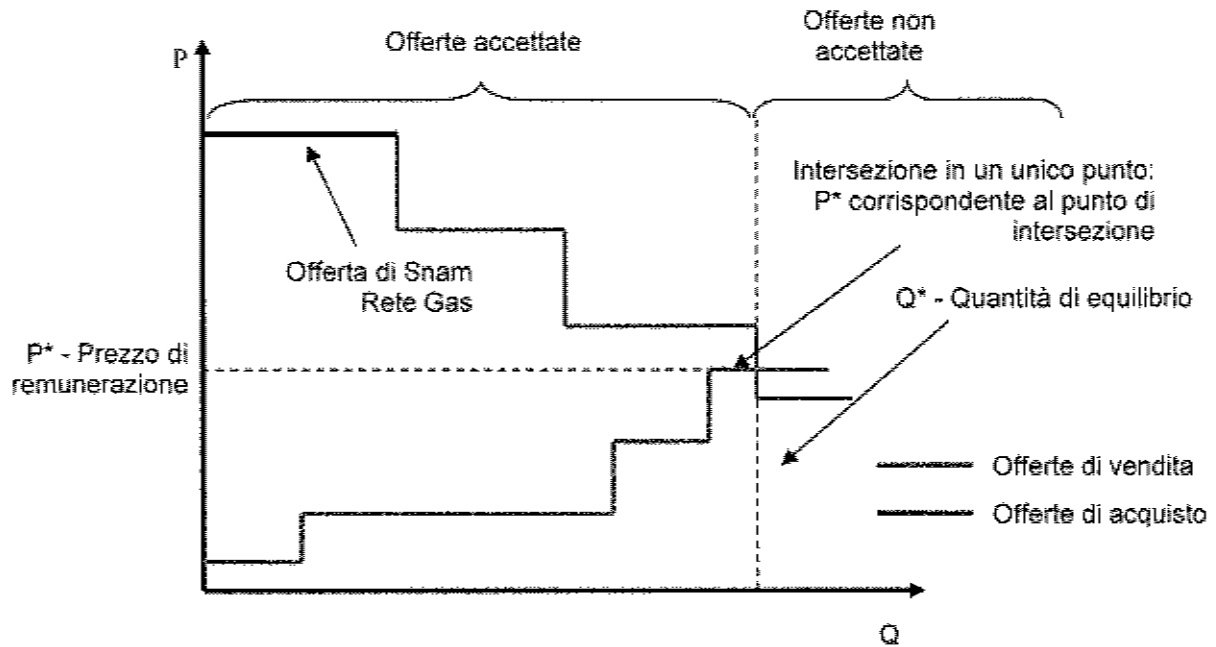 Offerte non
accettate
Offerte accettate
P
Intersezione in un unico punto:
P* corrispondente al punto di
intersezione
Offerta di Snam
Rete Gas
Q* - Quantità di equilibrio
P* - Prezzo di
remunerazione
Offerte di vendita
Offerte di acquisto
Q